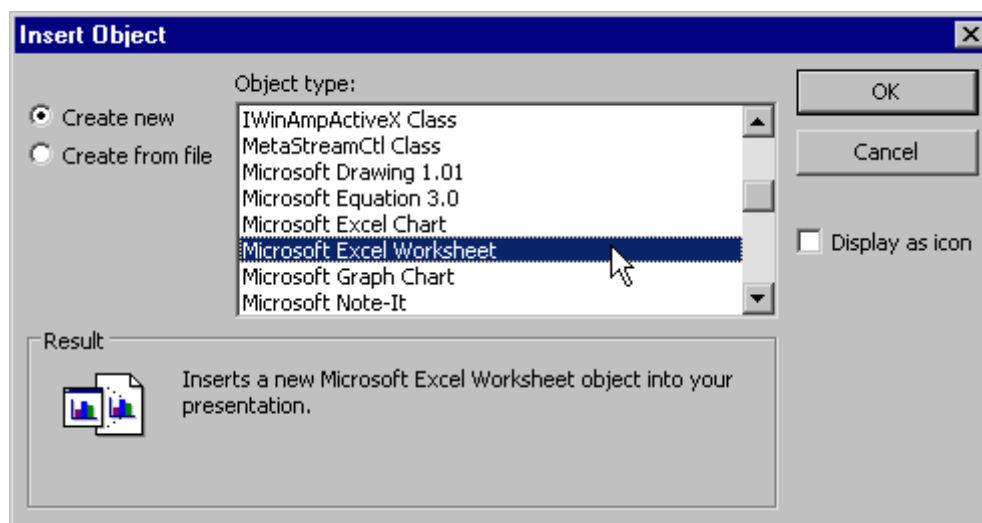 Insert Object
Object type:
Create new
Create from file
IWinAmpActiveX Class
MetaStreamCtl Class
Microsoft Drawing 1.01
Microsoft Equation 3.0
Microsoft Excel Chart
Microsoft Excel Worksheet
Microsoft Graph Chart
Microsoft Note-It
OK
Cancel
Display as icon
Result
Inserts a new Microsoft Excel Worksheet object into your
presentation.